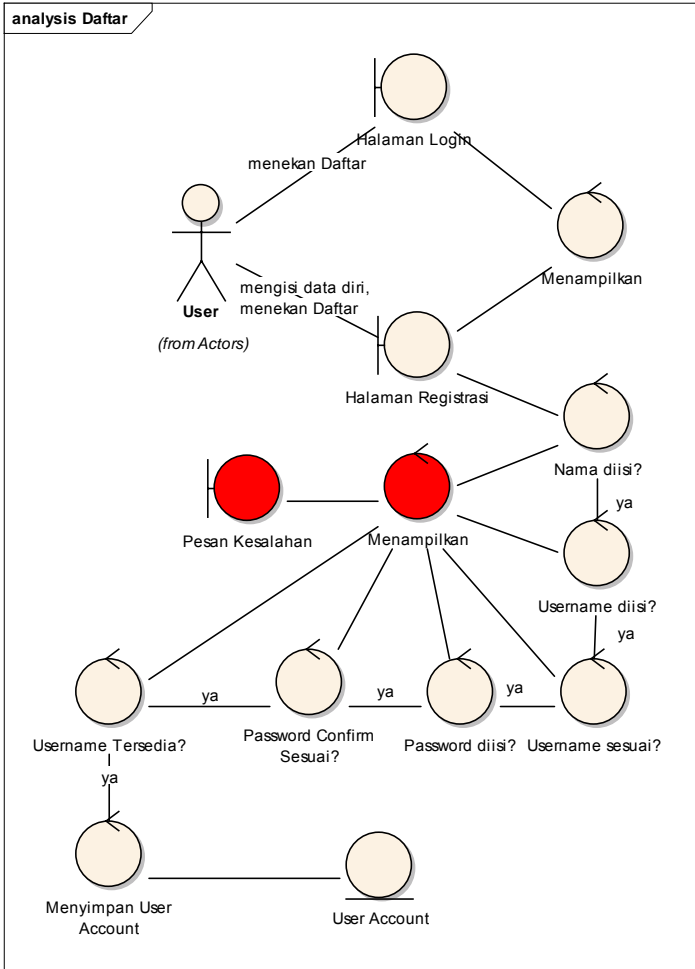 analysis Daftar
Halaman Login
menekan Daftar
Menampilkan
User
(from Actors)
mengisi data diri,
menekan Daftar
Halaman Registrasi
Nama diisi?
ya
Pesan Kesalahan
Menampilkan
Username diisi?
ya
Username Tersedia?
ya
Password Confirm
Sesuai?
ya
Password diisi?
ya
Username sesuai?
ya
Menyimpan User
Account
User Account